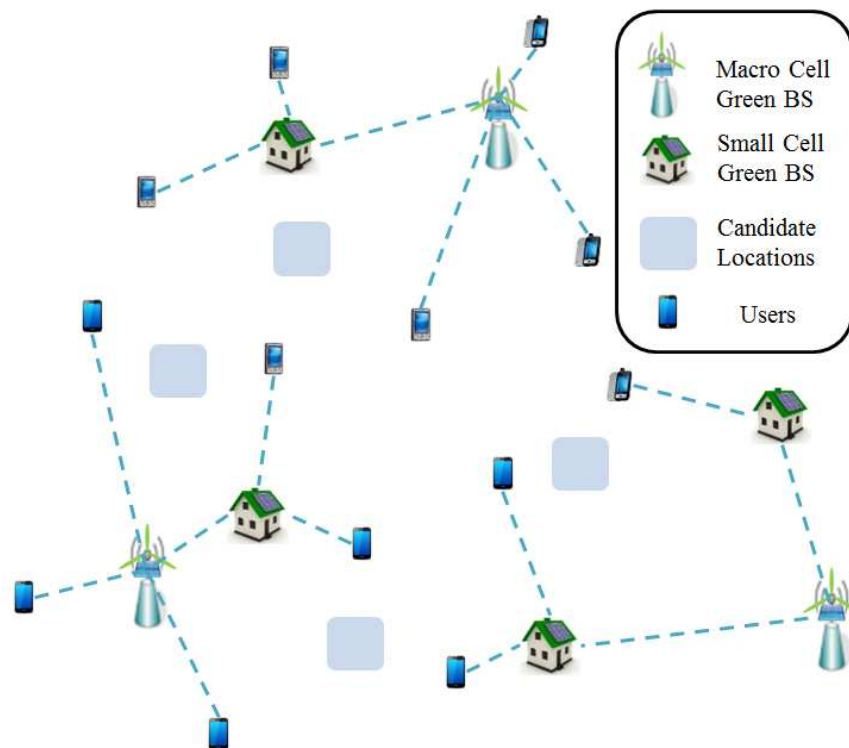 Macro Cell
Green BS
Small Cell
Green BS
Candidate
Locations
Users